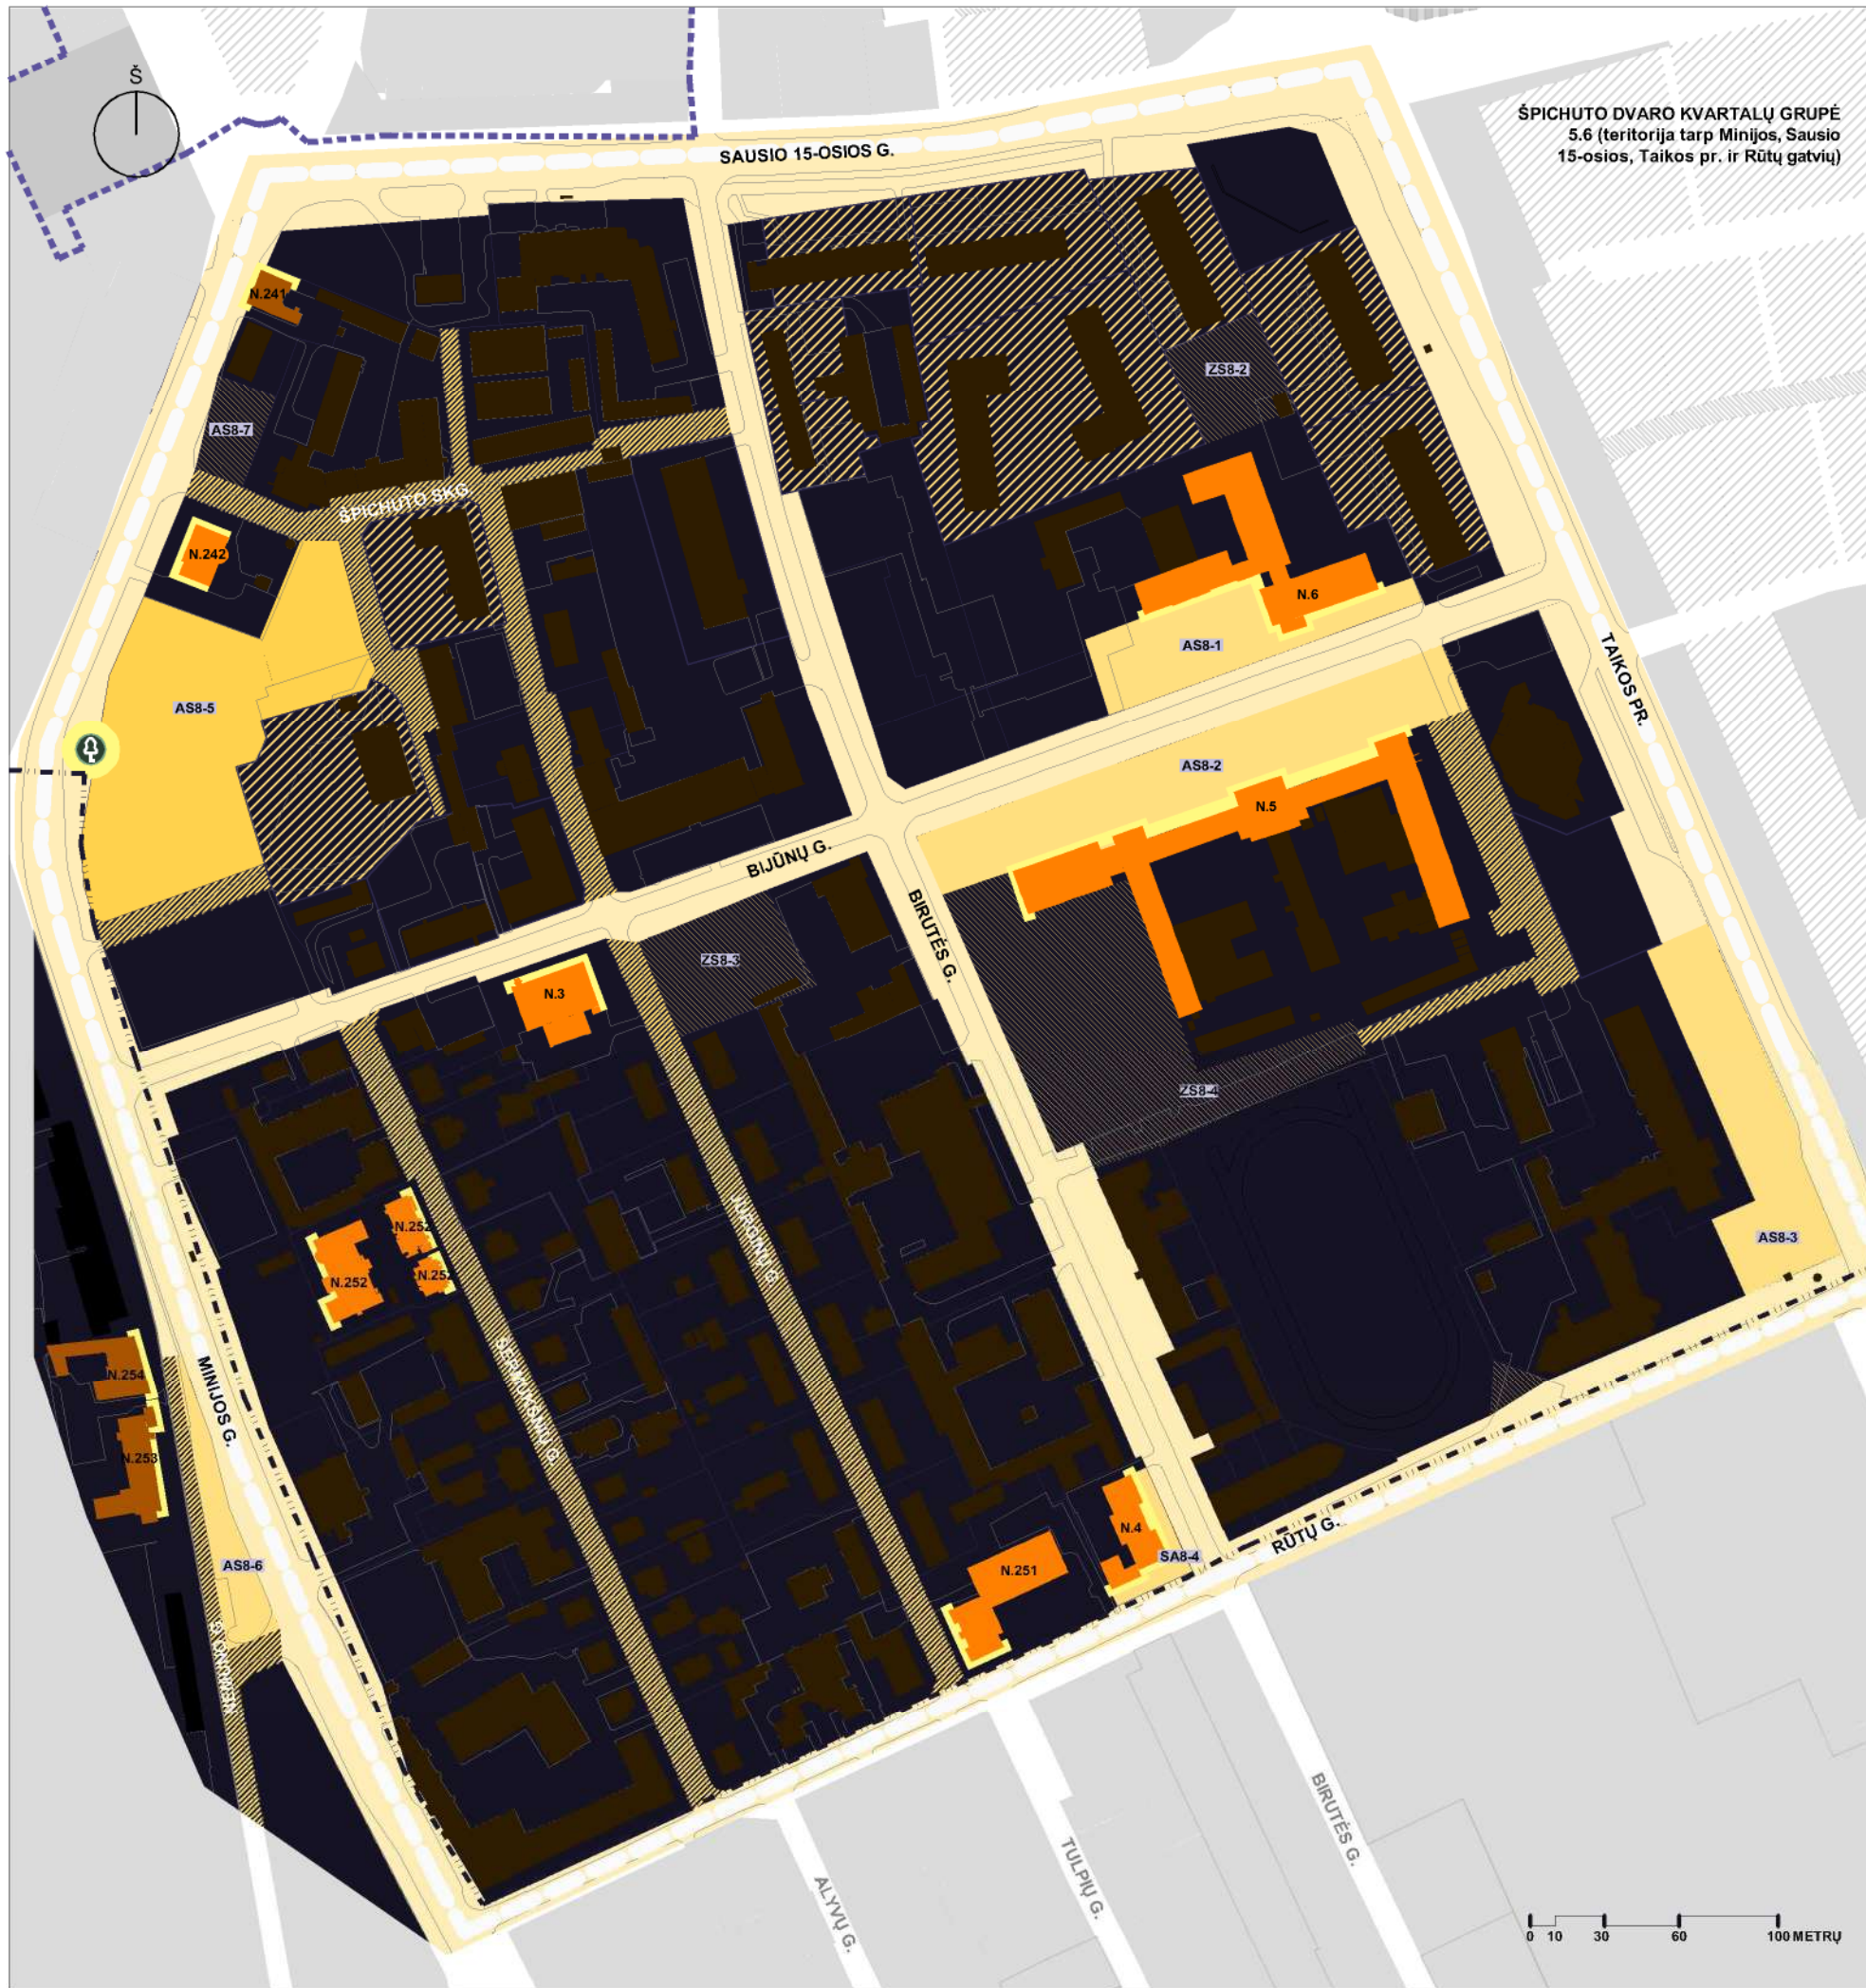 Š
ŠPICHUTO DVARO KVARTALŲ GRUPĖ
5.6 (teritorija tarp Minijos, Sausio
15-osios, Taikos pr. ir Rūtų gatvių)
SAUSIO 15-OSIOS G.
N.241
ZS8-2
AS8-7
ŠPICHUTO SKG.
N.242
N.6
AS8-1
TAIKOS PR.
AS8-5
AS8-2
N.5
BIJŪNŲ G.
BIRUTĖS G.
ZS8-3
N.3
ZS8-4
N.252
N.252
N.252
JURGINŲ G.
AS8-3
ŠERMUKŠNIŲ G.
N.254
MINIJOS G.
N.253
N.4
RŪTŲ G.
SA8-4
AS8-6
N.251
NEMUNO G.
BIRUTĖS G.
TULPIŲ G.
ALYVŲ G.
0 10 30 60 100 METRŲ